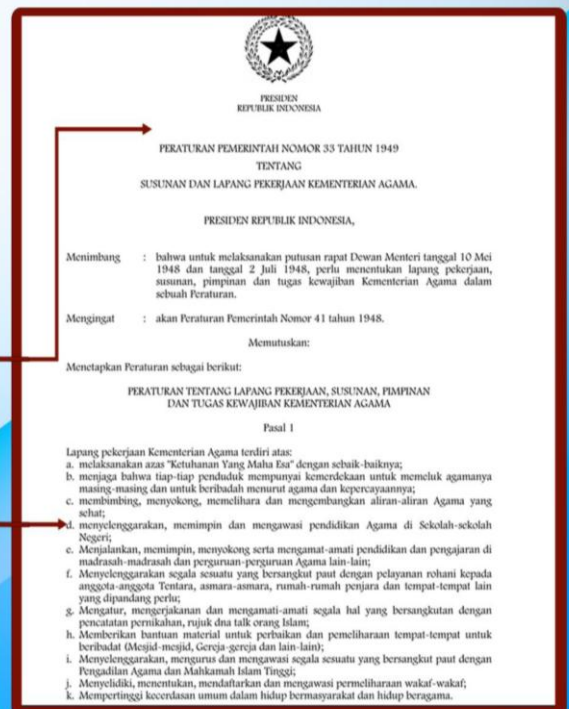 PRESIDEN
REPUBLIK INDONESIA
PERATURAN PEMERINTAH NOMOR 33 TAHUN 1949
TENTANG
SUSUNAN DAN LAPANG PEKERJAAN KEMENTERIAN AGAMA.
PRESIDEN REPUBLIK INDONESIA,
Menimbang : bahwa untuk melaksanakan putusan rapat Dewan Menteri tanggal 10 Mei
1948 dan tanggal 2 Juli 1948, perlu menentukan lapang pekerjaan,
susunan, pimpinan dan tugas kewajiban Kementerian Agama dalam
sebuah Peraturan.
Mengingat : akan Peraturan Pemerintah Nomor 41 tahun 1948.
Memutuskan:
Menetapkan Peraturan sebagai berikut:
PERATURAN TENTANG LAPANG PEKERJAAN, SUSUNAN, PIMPINAN
DAN TUGAS KEWAJIBAN KEMENTERIAN AGAMA
Pasal 1
Lapang pekerjaan Kementerian Agama terdiri atas:
a. melaksanakan azas "Ketuhanan Yang Maha Esa" dengan sebaik-baiknya;
b. menjaga bahwa tiap-tiap penduduk mempunyai kemerdekaan untuk memeluk agamanya
masing-masing dan untuk beribadah menurut agama dan kepercayaannya;
c. membimbing, menyokong, memelihara dan mengembangkan aliran-aliran Agama yang
sehat;
d. menyelenggarakan, memimpin dan mengawasi pendidikan Agama di Sekolah-sekolah
Negeri;
e. Menjalankan, memimpin, menyokong serta mengamat-amati pendidikan dan pengajaran di
madrasah-madrasah dan perguruan-perguruan Agama lain-lain;
f. Menyelenggarakan segala sesuatu yang bersangkut paut dengan pelayanan rohani kepada
anggota-anggota Tentara, asmara-asmara, rumah-rumah penjara dan tempat-tempat lain
yang dipandang perlu;
g. Mengatur, mengerjakanan dan mengamati-amati segala hal yang bersangkutan dengan
pencatatan pernikahan, rujuk dna talk orang Islam;
h. Memberikan bantuan material untuk perbaikan dan pemeliharaan tempat-tempat untuk
beribadat (Mesjid-mesjid, Gereja-gereja dan lain-lain);
i. Menyelenggarakan, mengurus dan mengawasi segala sesuatu yang bersangkut paut dengan
Pengadilan Agama dan Mahkamah Islam Tinggi;
j. Menyelidiki, menentukan, mendaftarkan dan mengawasi permeliharaan wakaf-wakaf;
k. Mempertinggi kecerdasan umum dalam hidup bermasyarakat dan hidup beragama.